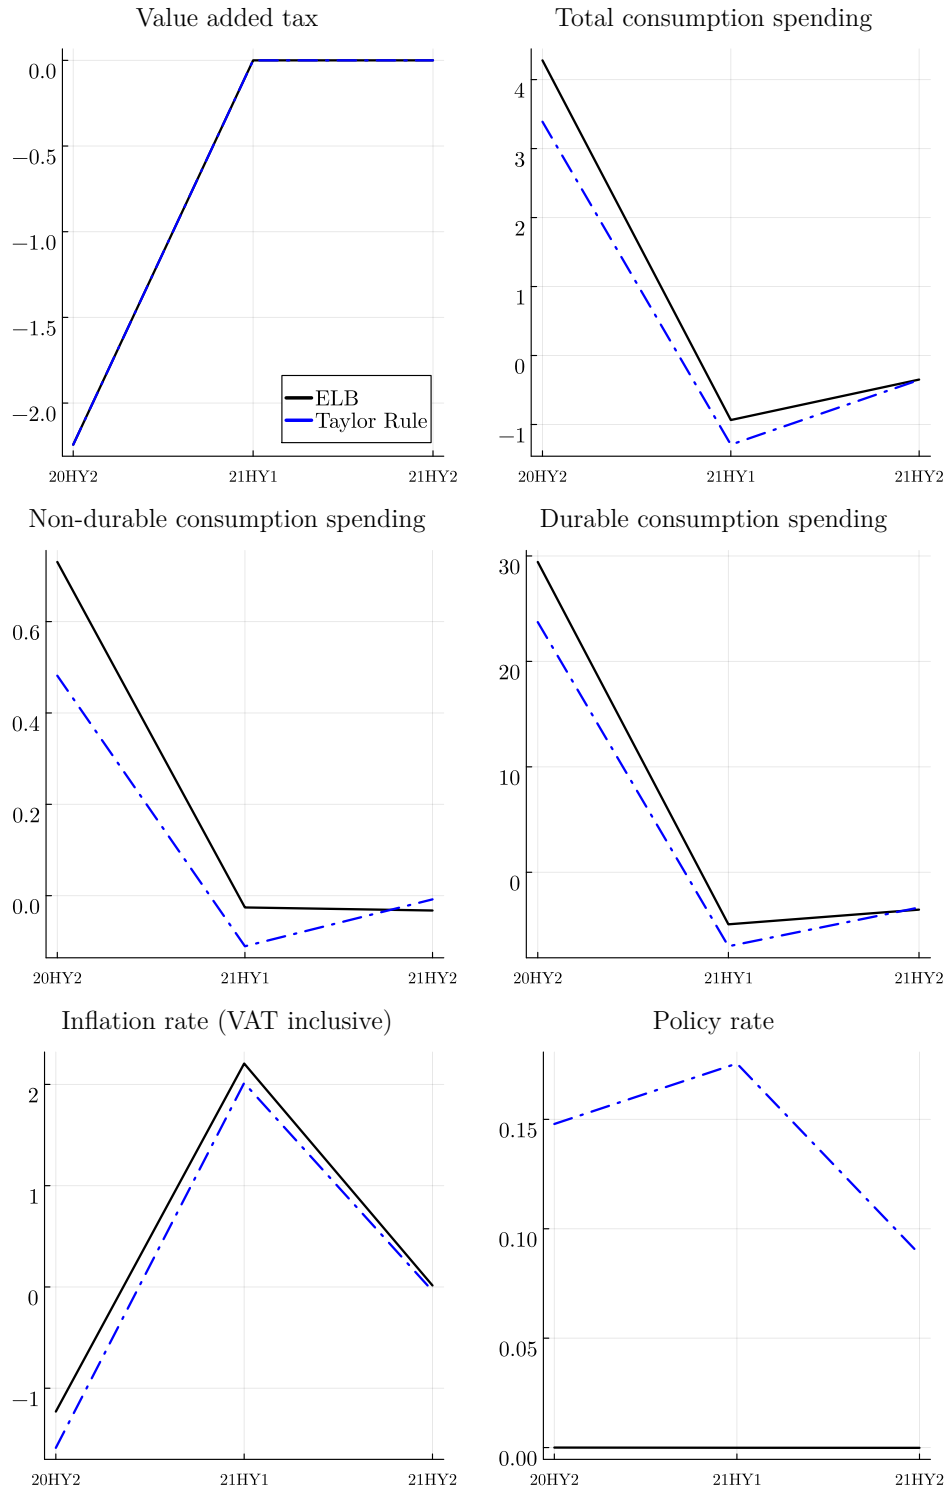 Value added tax
0.0
−0.5
−1.0
−1.5
−2.0
ELB
Taylor Rule
20HY2 21HY1 21HY2
Total consumption spending
4
3
2
1
0
−1
20HY2 21HY1 21HY2
Non-durable consumption spending
0.6
0.4
0.2
0.0
20HY2 21HY1 21HY2
Durable consumption spending
30
20
10
0
20HY2 21HY1 21HY2
Inflation rate (VAT inclusive)
2
1
0
−1
20HY2 21HY1 21HY2
Policy rate
0.15
0.10
0.05
0.00
20HY2 21HY1 21HY2